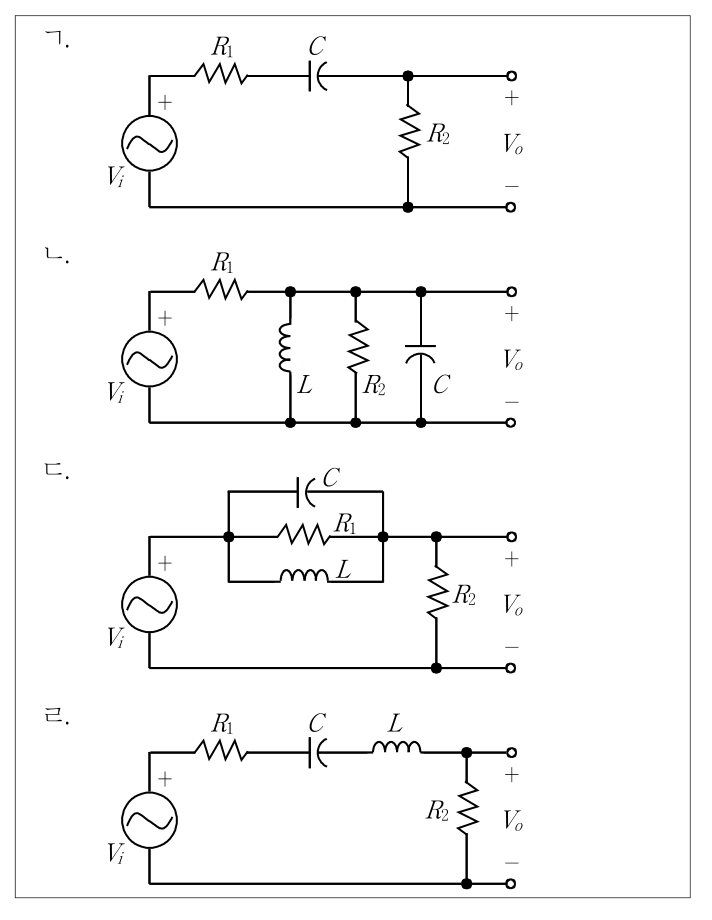 ㄱ.
R₁ C
+
R₂
Vᵢ
+
Vₒ
−
ㄴ.
R₁
+
Vᵢ
L
R₂
C
+
Vₒ
−
ㄷ.
C
R₁
L
+
Vᵢ
R₂
+
Vₒ
−
ㄹ.
R₁ C L
+
Vᵢ
R₂
+
Vₒ
−